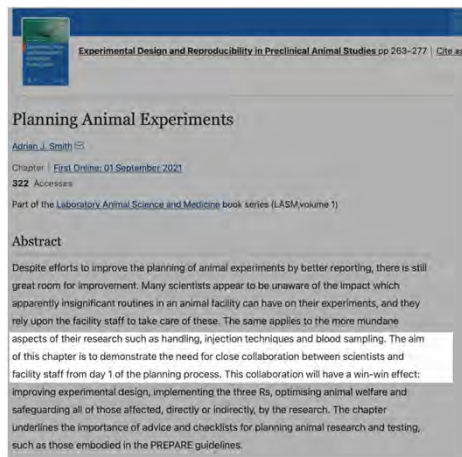 Experimental Design and Reproducibility in Preclinical Animal Studies pp 263–277 | Cite as
Planning Animal Experiments
Adrian J. Smith
Chapter | First Online: 01 September 2021
322 Accesses
Part of the Laboratory Animal Science and Medicine book series (LASM,volume 1)
Abstract
Despite efforts to improve the planning of animal experiments by better reporting, there is still
great room for improvement. Many scientists appear to be unaware of the impact which
apparently insignificant routines in an animal facility can have on their experiments, and they
rely upon the facility staff to take care of these. The same applies to the more mundane
aspects of their research such as handling, injection techniques and blood sampling. The aim
of this chapter is to demonstrate the need for close collaboration between scientists and
facility staff from day 1 of the planning process. This collaboration will have a win-win effect:
improving experimental design, implementing the three Rs, optimising animal welfare and
safeguarding all of those affected, directly or indirectly, by the research. The chapter
underlines the importance of advice and checklists for planning animal research and testing,
such as those embodied in the PREPARE guidelines.